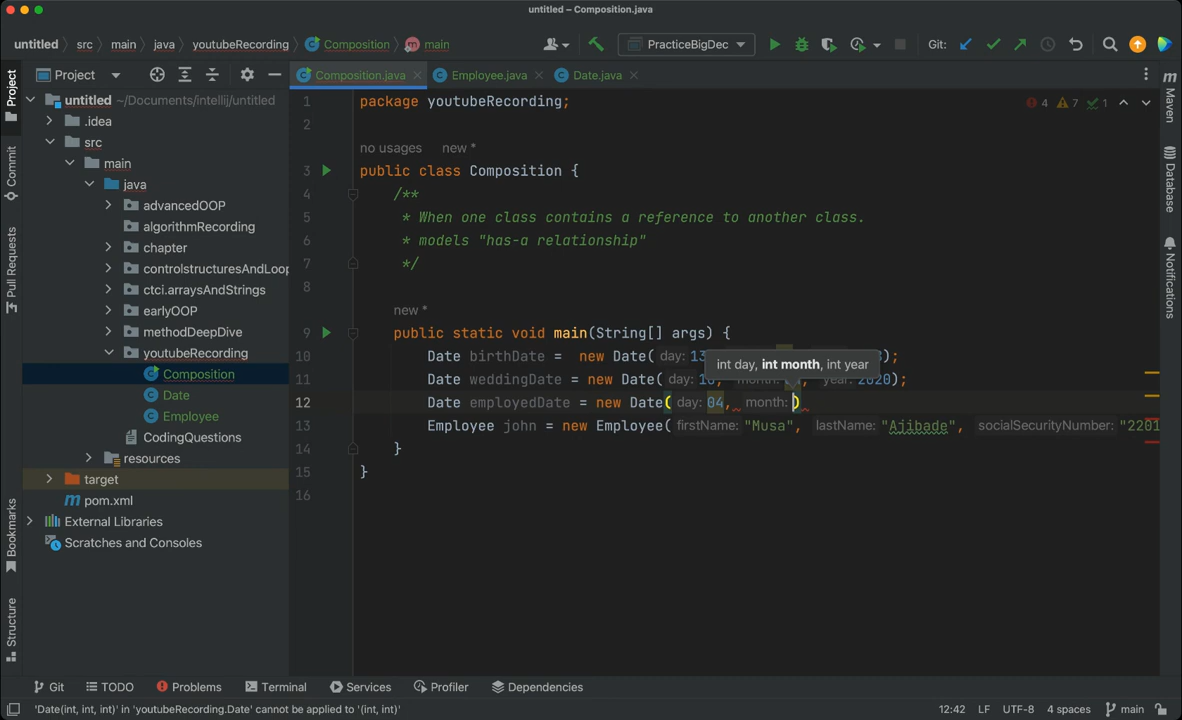 untitled – Composition.java
untitled src main java youtubeRecording Composition main PracticeBigDec Git:
Project Composition.java Employee.java Date.java
untitled ~/Documents/intellij/untitled
.idea
src
main
java
advancedOOP
algorithmRecording
chapter
controlstructuresAndLoop
ctci.arraysAndStrings
earlyOOP
methodDeepDive
youtubeRecording
Composition
Date
Employee
CodingQuestions
resources
target
pom.xml
External Libraries
Scratches and Consoles
Project
Commit
Pull Requests
Bookmarks
Structure
4 7 1
1 package youtubeRecording;
2
no usages new *
3 public class Composition {
4 /**
5 * When one class contains a reference to another class.
6 * models "has-a relationship"
7 */
8
new *
9 public static void main(String[] args) {
10 Date birthDate = new Date( day: 13 );
int day, int month, int year
11 Date weddingDate = new Date( day: year: 2020);
12 Date employedDate = new Date( day: 04, month: )
13 Employee john = new Employee( firstName: "Musa", lastName: "Ajibade", socialSecurityNumber: "2201
14 }
15 }
16
m
Maven
Database
Notifications
Git TODO Problems Terminal Services Profiler Dependencies
'Date(int, int, int)' in 'youtubeRecording.Date' cannot be applied to '(int, int)' 12:42 LF UTF-8 4 spaces main